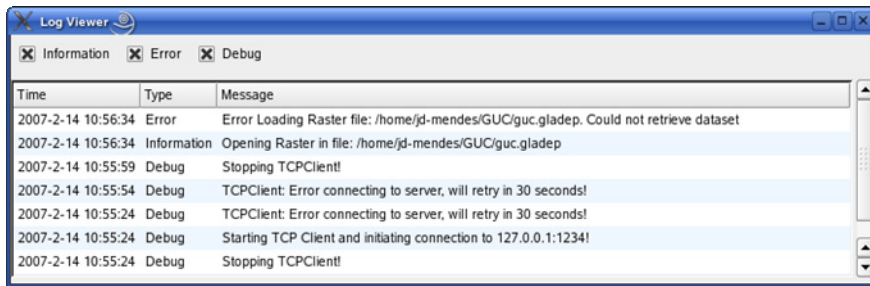 Log Viewer
Information Error Debug
Time Type Message
2007-2-14 10:56:34 Error Error Loading Raster file: /home/jd-mendes/GUC/guc.gladep. Could not retrieve dataset
2007-2-14 10:56:34 Information Opening Raster in file: /home/jd-mendes/GUC/guc.gladep
2007-2-14 10:55:59 Debug Stopping TCPClient!
2007-2-14 10:55:54 Debug TCPClient: Error connecting to server, will retry in 30 seconds!
2007-2-14 10:55:24 Debug TCPClient: Error connecting to server, will retry in 30 seconds!
2007-2-14 10:55:24 Debug Starting TCP Client and initiating connection to 127.0.0.1:1234!
2007-2-14 10:55:24 Debug Stopping TCPClient!